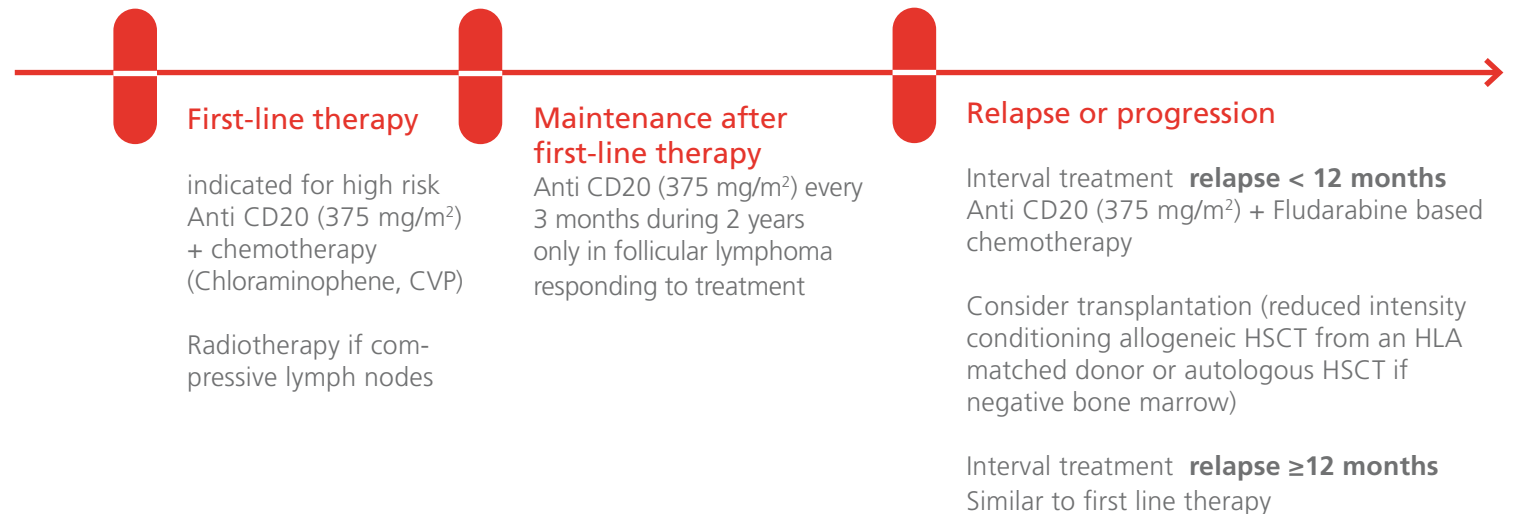 First-line therapy
indicated for high risk
Anti CD20 (375 mg/m²)
+ chemotherapy
(Chloraminophene, CVP)
Radiotherapy if com-
pressive lymph nodes
Maintenance after
first-line therapy
Anti CD20 (375 mg/m²) every
3 months during 2 years
only in follicular lymphoma
responding to treatment
Relapse or progression
Interval treatment relapse < 12 months
Anti CD20 (375 mg/m²) + Fludarabine based
chemotherapy
Consider transplantation (reduced intensity
conditioning allogeneic HSCT from an HLA
matched donor or autologous HSCT if
negative bone marrow)
Interval treatment relapse ≥12 months
Similar to first line therapy